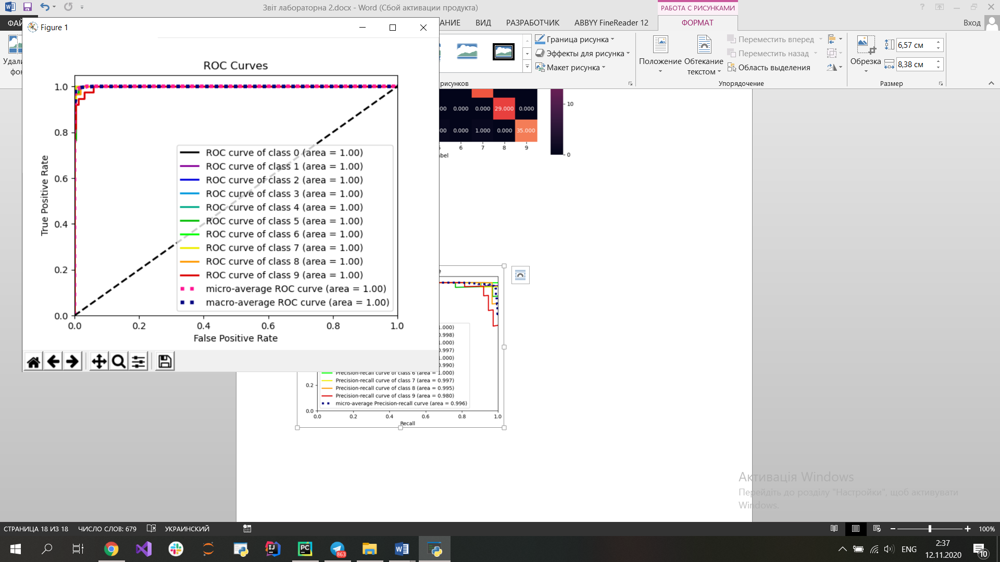 Звіт лабораторна 2.docx - Word (Сбой активации продукта)
РАБОТА С РИСУНКАМИ
?
Figure 1
ВИД
РАЗРАБОТЧИК
ABBYY FineReader 12
ФОРМАТ
Вход
Граница рисунка
Эффекты для рисунка
Макет рисунка
Положение
Обтекание текстом
Переместить вперед
Переместить назад
Область выделения
Обрезка
6,57 см
8,38 см
Упорядочение
Размер
рисунков
ROC Curves
True Positive Rate
1.0
0.8
0.6
0.4
0.2
0.0
ROC curve of class 0 (area = 1.00)
ROC curve of class 1 (area = 1.00)
ROC curve of class 2 (area = 1.00)
ROC curve of class 3 (area = 1.00)
ROC curve of class 4 (area = 1.00)
ROC curve of class 5 (area = 1.00)
ROC curve of class 6 (area = 1.00)
ROC curve of class 7 (area = 1.00)
ROC curve of class 8 (area = 1.00)
ROC curve of class 9 (area = 1.00)
micro-average ROC curve (area = 1.00)
macro-average ROC curve (area = 1.00)
0.0 0.2 0.4 0.6 0.8 1.0
False Positive Rate
0.000 0.000 29.000 0.000
0.000 1.000 0.000 35.000
6 7 8 9
10
0
1.000)
0.998)
1.000)
0.997)
1.000)
0.990)
Precision-recall curve of class 6 (area = 1.000)
Precision-recall curve of class 7 (area = 0.997)
Precision-recall curve of class 8 (area = 0.995)
Precision-recall curve of class 9 (area = 0.980)
micro-average Precision-recall curve (area = 0.996)
0.2
0.0
0.0 0.2 0.4 0.6 0.8 1.0
Recall
Активація Windows
Перейдіть до розділу "Настройки", щоб активувати
Windows.
СТРАНИЦА 18 ИЗ 18
ЧИСЛО СЛОВ: 679
УКРАИНСКИЙ
100%
863
ENG
2:37
12.11.2020
10